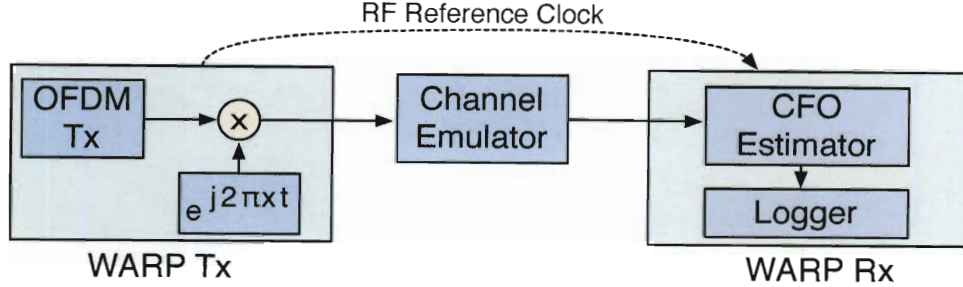 RF Reference Clock
OFDM
Tx
x
e j2πxt
WARP Tx
Channel
Emulator
CFO
Estimator
Logger
WARP Rx